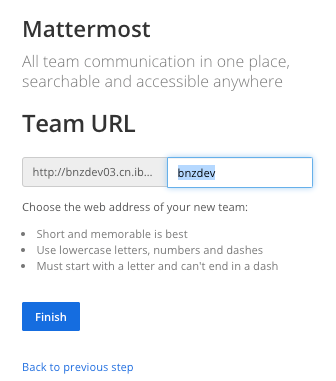 Mattermost
All team communication in one place,
searchable and accessible anywhere
Team URL
http://bnzdev03.cn.ib... bnzdev
Choose the web address of your new team:
• Short and memorable is best
• Use lowercase letters, numbers and dashes
• Must start with a letter and can't end in a dash
Finish
Back to previous step